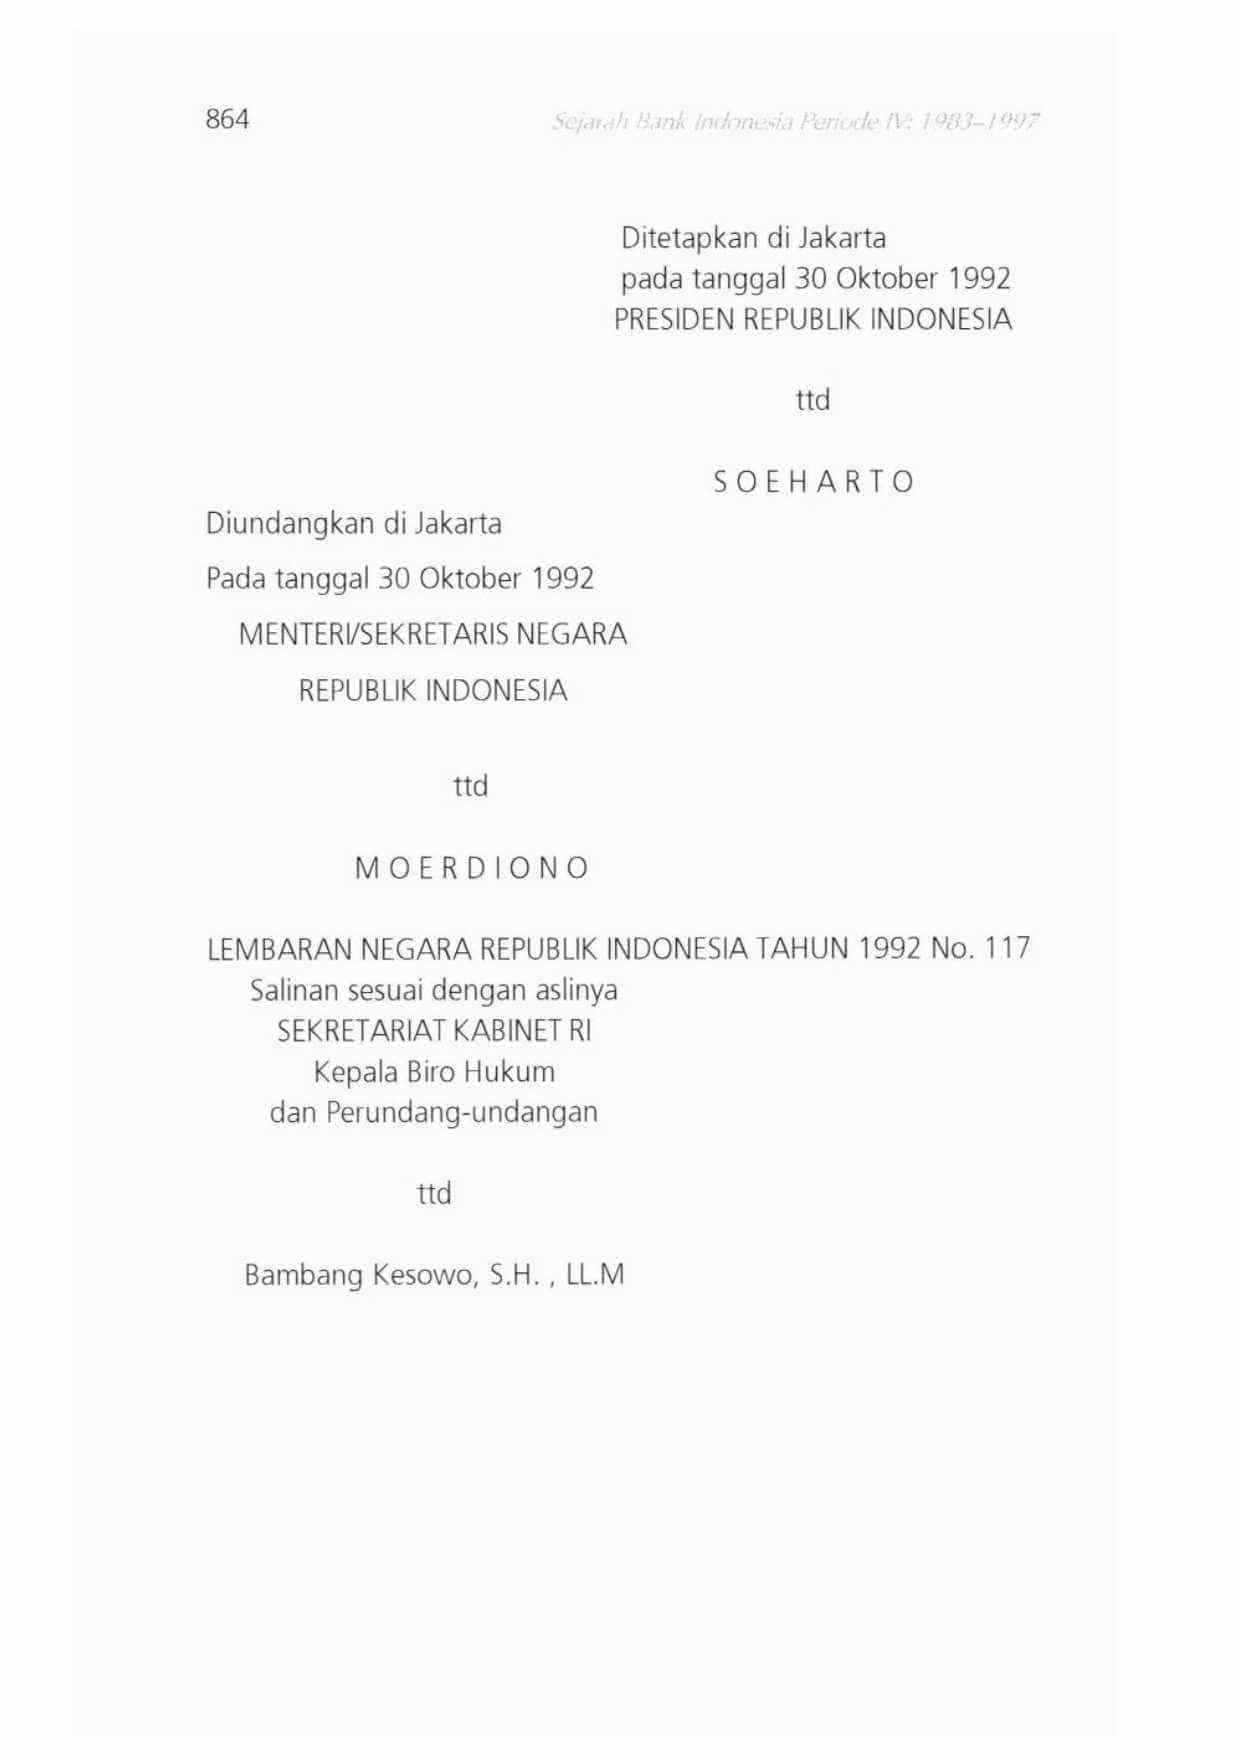 864
Sejarah Bank Indonesia Periode IV: 1983–1997
Ditetapkan di Jakarta
pada tanggal 30 Oktober 1992
PRESIDEN REPUBLIK INDONESIA
ttd
S O E H A R T O
Diundangkan di Jakarta
Pada tanggal 30 Oktober 1992
MENTERI/SEKRETARIS NEGARA
REPUBLIK INDONESIA
ttd
M O E R D I O N O
LEMBARAN NEGARA REPUBLIK INDONESIA TAHUN 1992 No. 117
Salinan sesuai dengan aslinya
SEKRETARIAT KABINET RI
Kepala Biro Hukum
dan Perundang-undangan
ttd
Bambang Kesowo, S.H. , LL.M